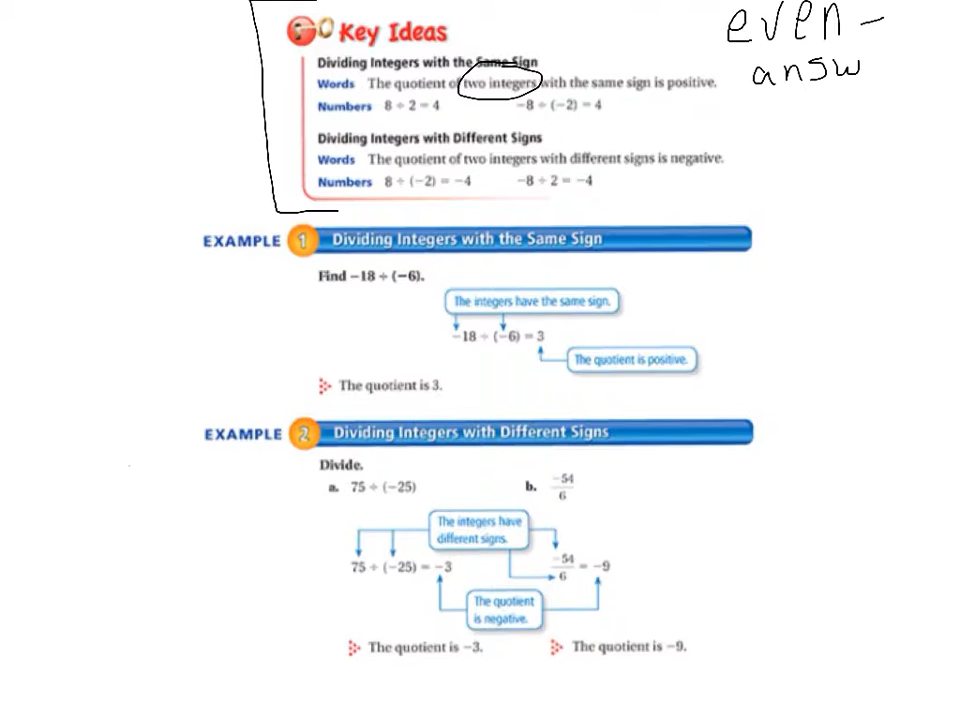 even –
answ
Key Ideas
Dividing Integers with the Same Sign
Words The quotient of two integers with the same sign is positive.
Numbers 8 ÷ 2 = 4 -8 ÷ (-2) = 4
Dividing Integers with Different Signs
Words The quotient of two integers with different signs is negative.
Numbers 8 ÷ (-2) = -4 -8 ÷ 2 = -4
EXAMPLE 1 Dividing Integers with the Same Sign
Find -18 ÷ (-6).
The integers have the same sign.
-18 ÷ (-6) = 3
The quotient is positive.
The quotient is 3.
EXAMPLE 2 Dividing Integers with Different Signs
Divide.
a. 75 ÷ (-25) b. -54/6
The integers have
different signs.
75 ÷ (-25) = -3 -54/6 = -9
The quotient
is negative.
The quotient is -3. The quotient is -9.